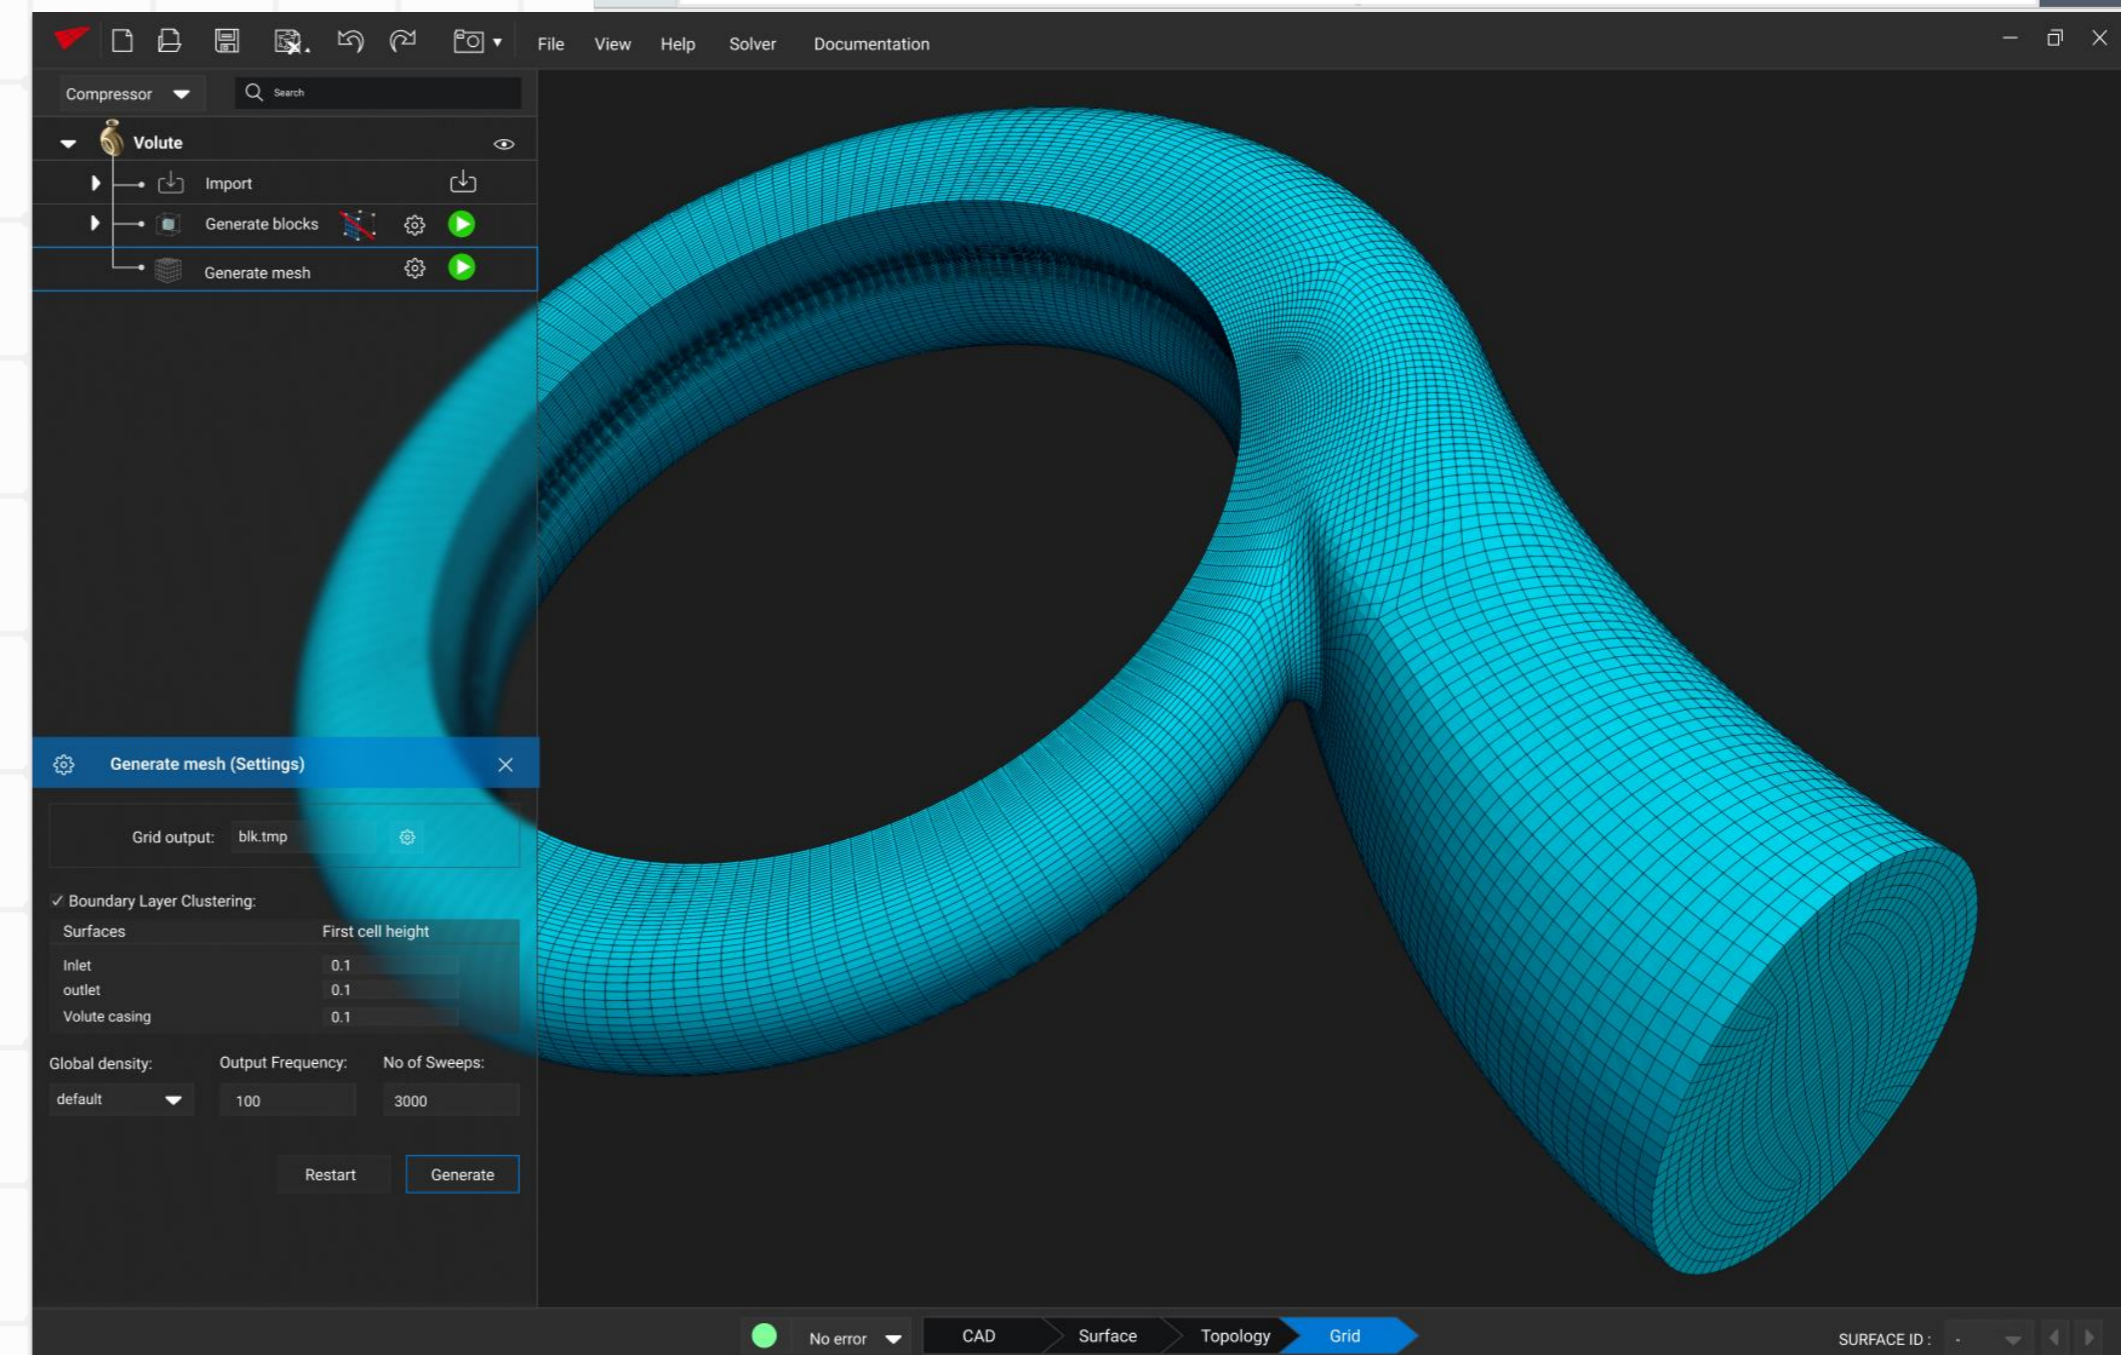 File View Help Solver Documentation
Compressor
Search
Volute
Import
Generate blocks
Generate mesh
Generate mesh (Settings)
Grid output: blk.tmp
✓ Boundary Layer Clustering:
Surfaces First cell height
Inlet 0.1
outlet 0.1
Volute casing 0.1
Global density: Output Frequency: No of Sweeps:
default 100 3000
Restart Generate
No error CAD Surface Topology Grid SURFACE ID : -